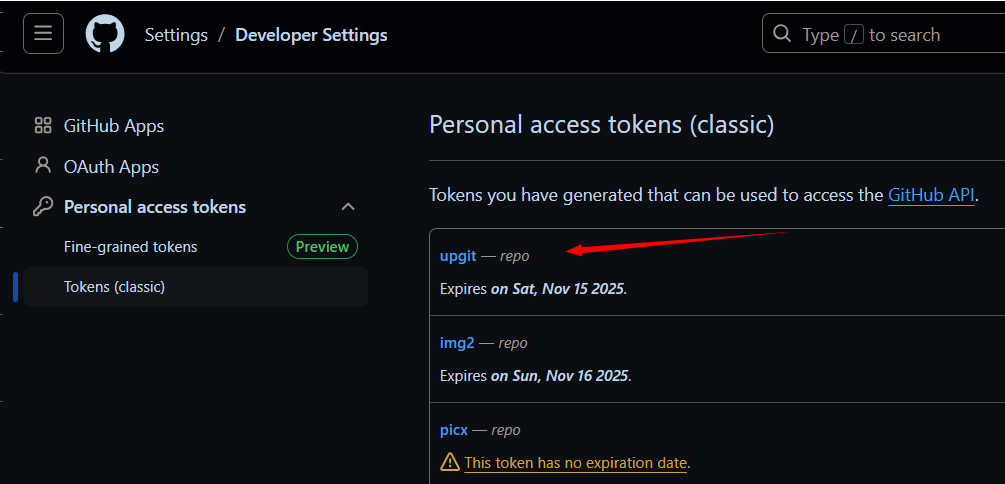 Settings / Developer Settings
Type / to search
GitHub Apps
OAuth Apps
Personal access tokens
Fine-grained tokens Preview
Tokens (classic)
Personal access tokens (classic)
Tokens you have generated that can be used to access the GitHub API.
upgit — repo
Expires on Sat, Nov 15 2025.
img2 — repo
Expires on Sun, Nov 16 2025.
picx — repo
This token has no expiration date.